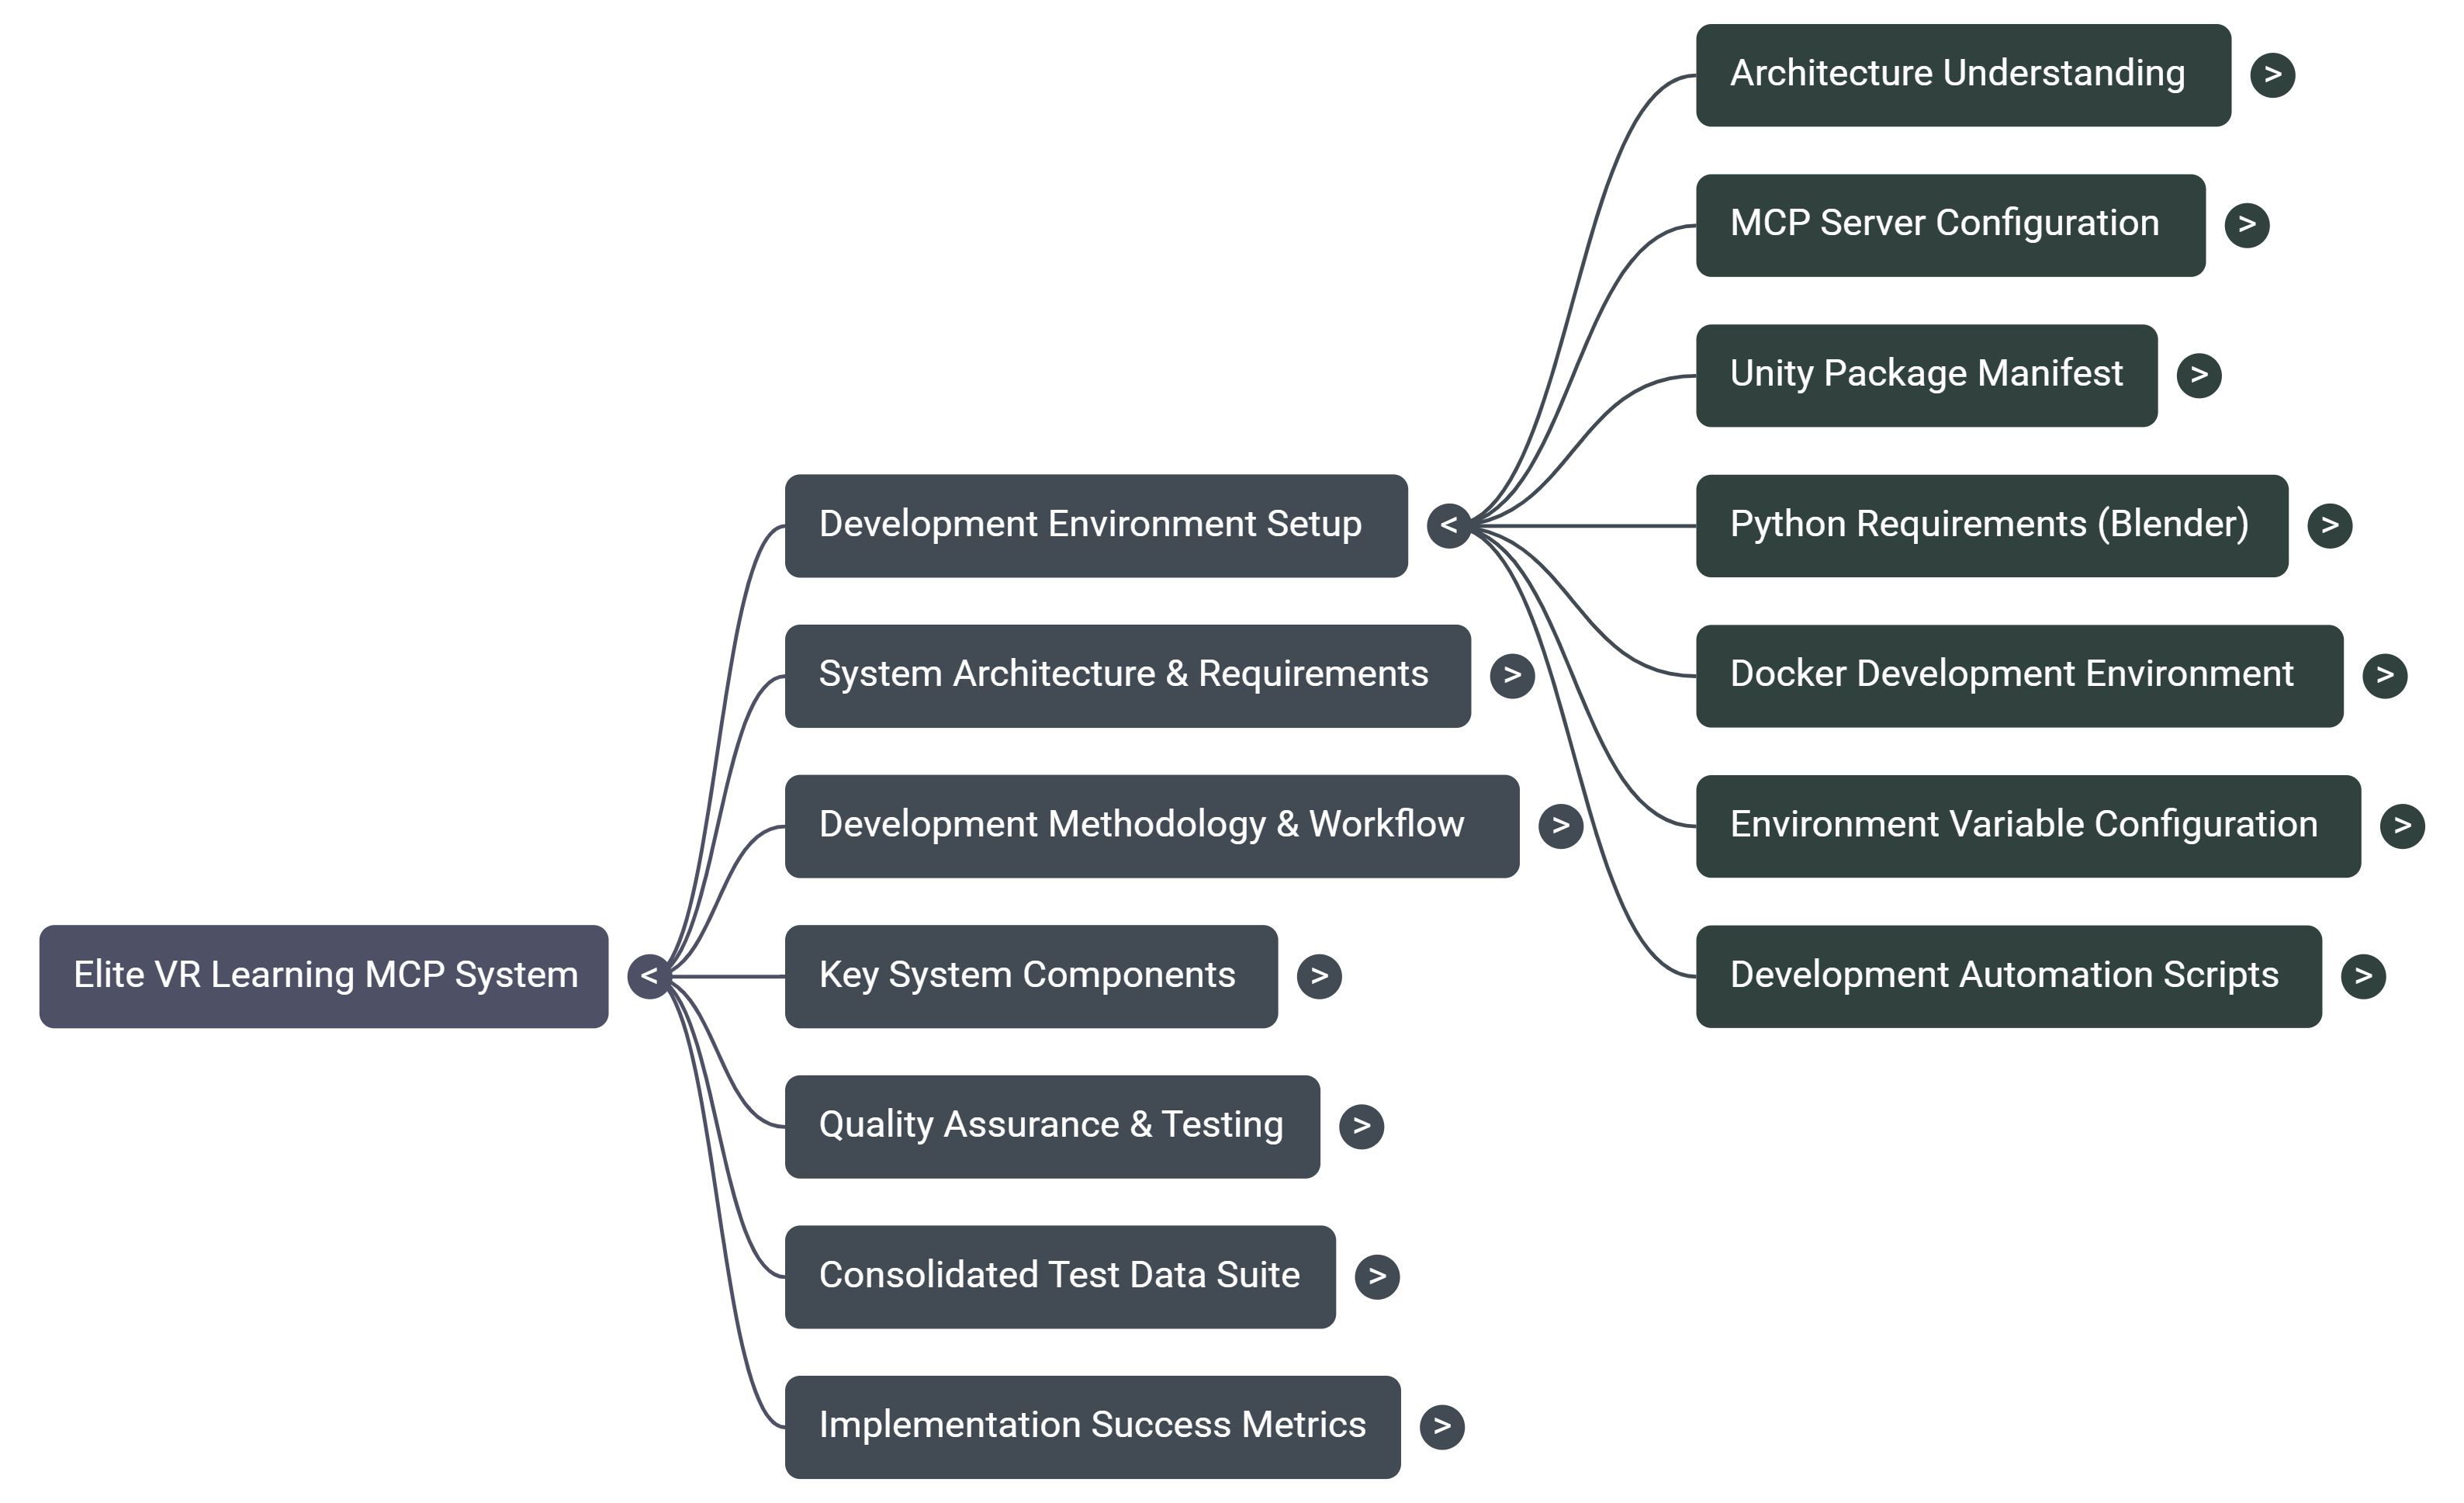 Elite VR Learning MCP System
<
Development Environment Setup
<
Architecture Understanding
>
MCP Server Configuration
>
Unity Package Manifest
>
Python Requirements (Blender)
>
Docker Development Environment
>
Environment Variable Configuration
>
Development Automation Scripts
>
System Architecture & Requirements
>
Development Methodology & Workflow
>
Key System Components
>
Quality Assurance & Testing
>
Consolidated Test Data Suite
>
Implementation Success Metrics
>